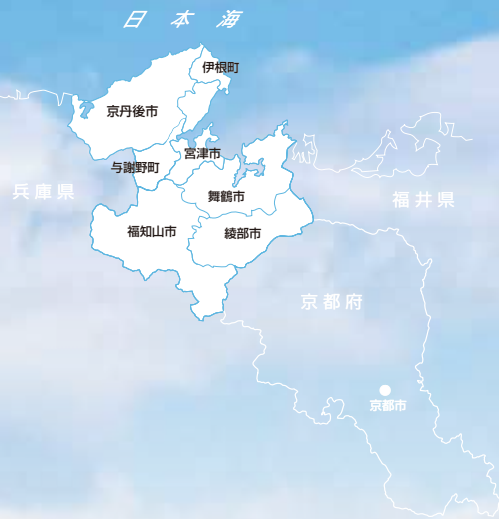 日本海
伊根町
京丹後市
宮津市
与謝野町
兵庫県
舞鶴市
福井県
福知山市
綾部市
京都府
京都市